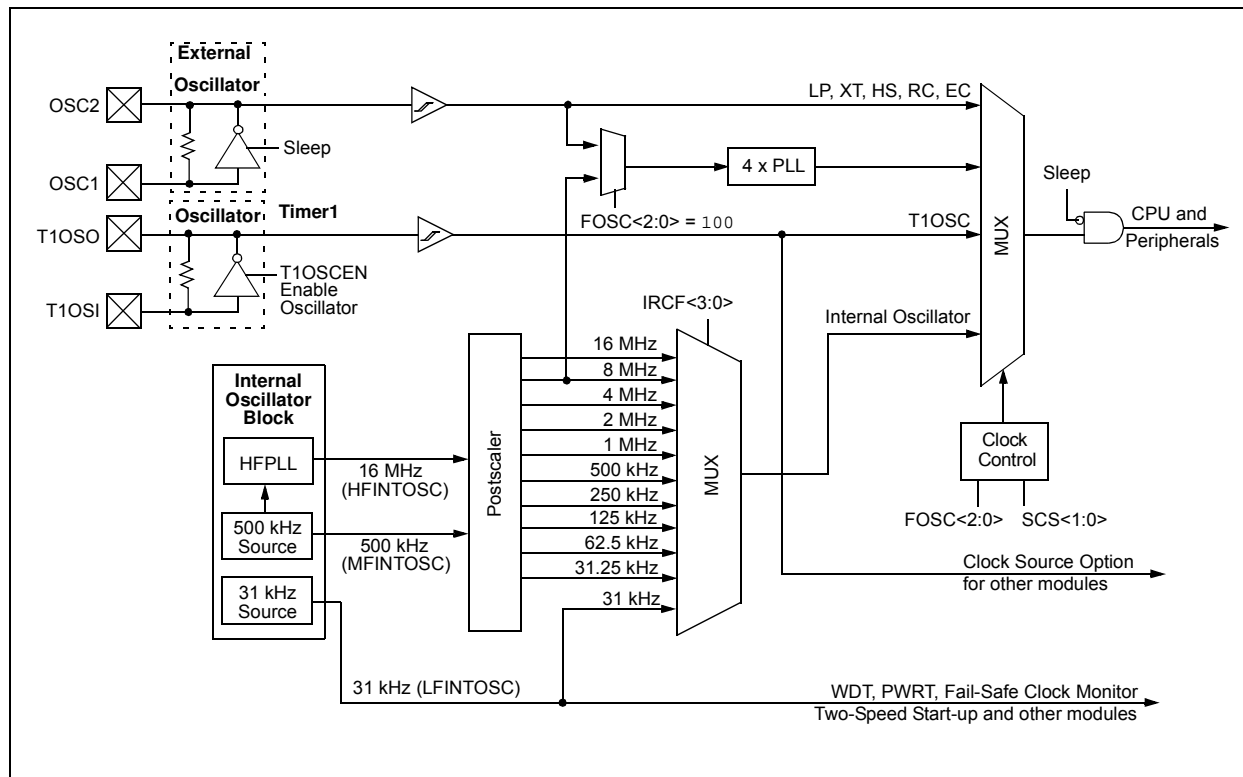 External
Oscillator
OSC2
Sleep
OSC1
LP, XT, HS, RC, EC
4 x PLL
FOSC<2:0> = 100
Sleep
MUX
CPU and
Peripherals
Oscillator
Timer1
T1OSO
T1OSC
T1OSCEN
Enable
Oscillator
T1OSI
IRCF<3:0>
Internal Oscillator
Internal
Oscillator
Block
HFPLL
500 kHz
Source
31 kHz
Source
16 MHz
(HFINTOSC)
500 kHz
(MFINTOSC)
Postscaler
16 MHz
8 MHz
4 MHz
2 MHz
1 MHz
500 kHz
250 kHz
125 kHz
62.5 kHz
31.25 kHz
31 kHz
MUX
Clock
Control
FOSC<2:0>
SCS<1:0>
Clock Source Option
for other modules
31 kHz (LFINTOSC)
WDT, PWRT, Fail-Safe Clock Monitor
Two-Speed Start-up and other modules